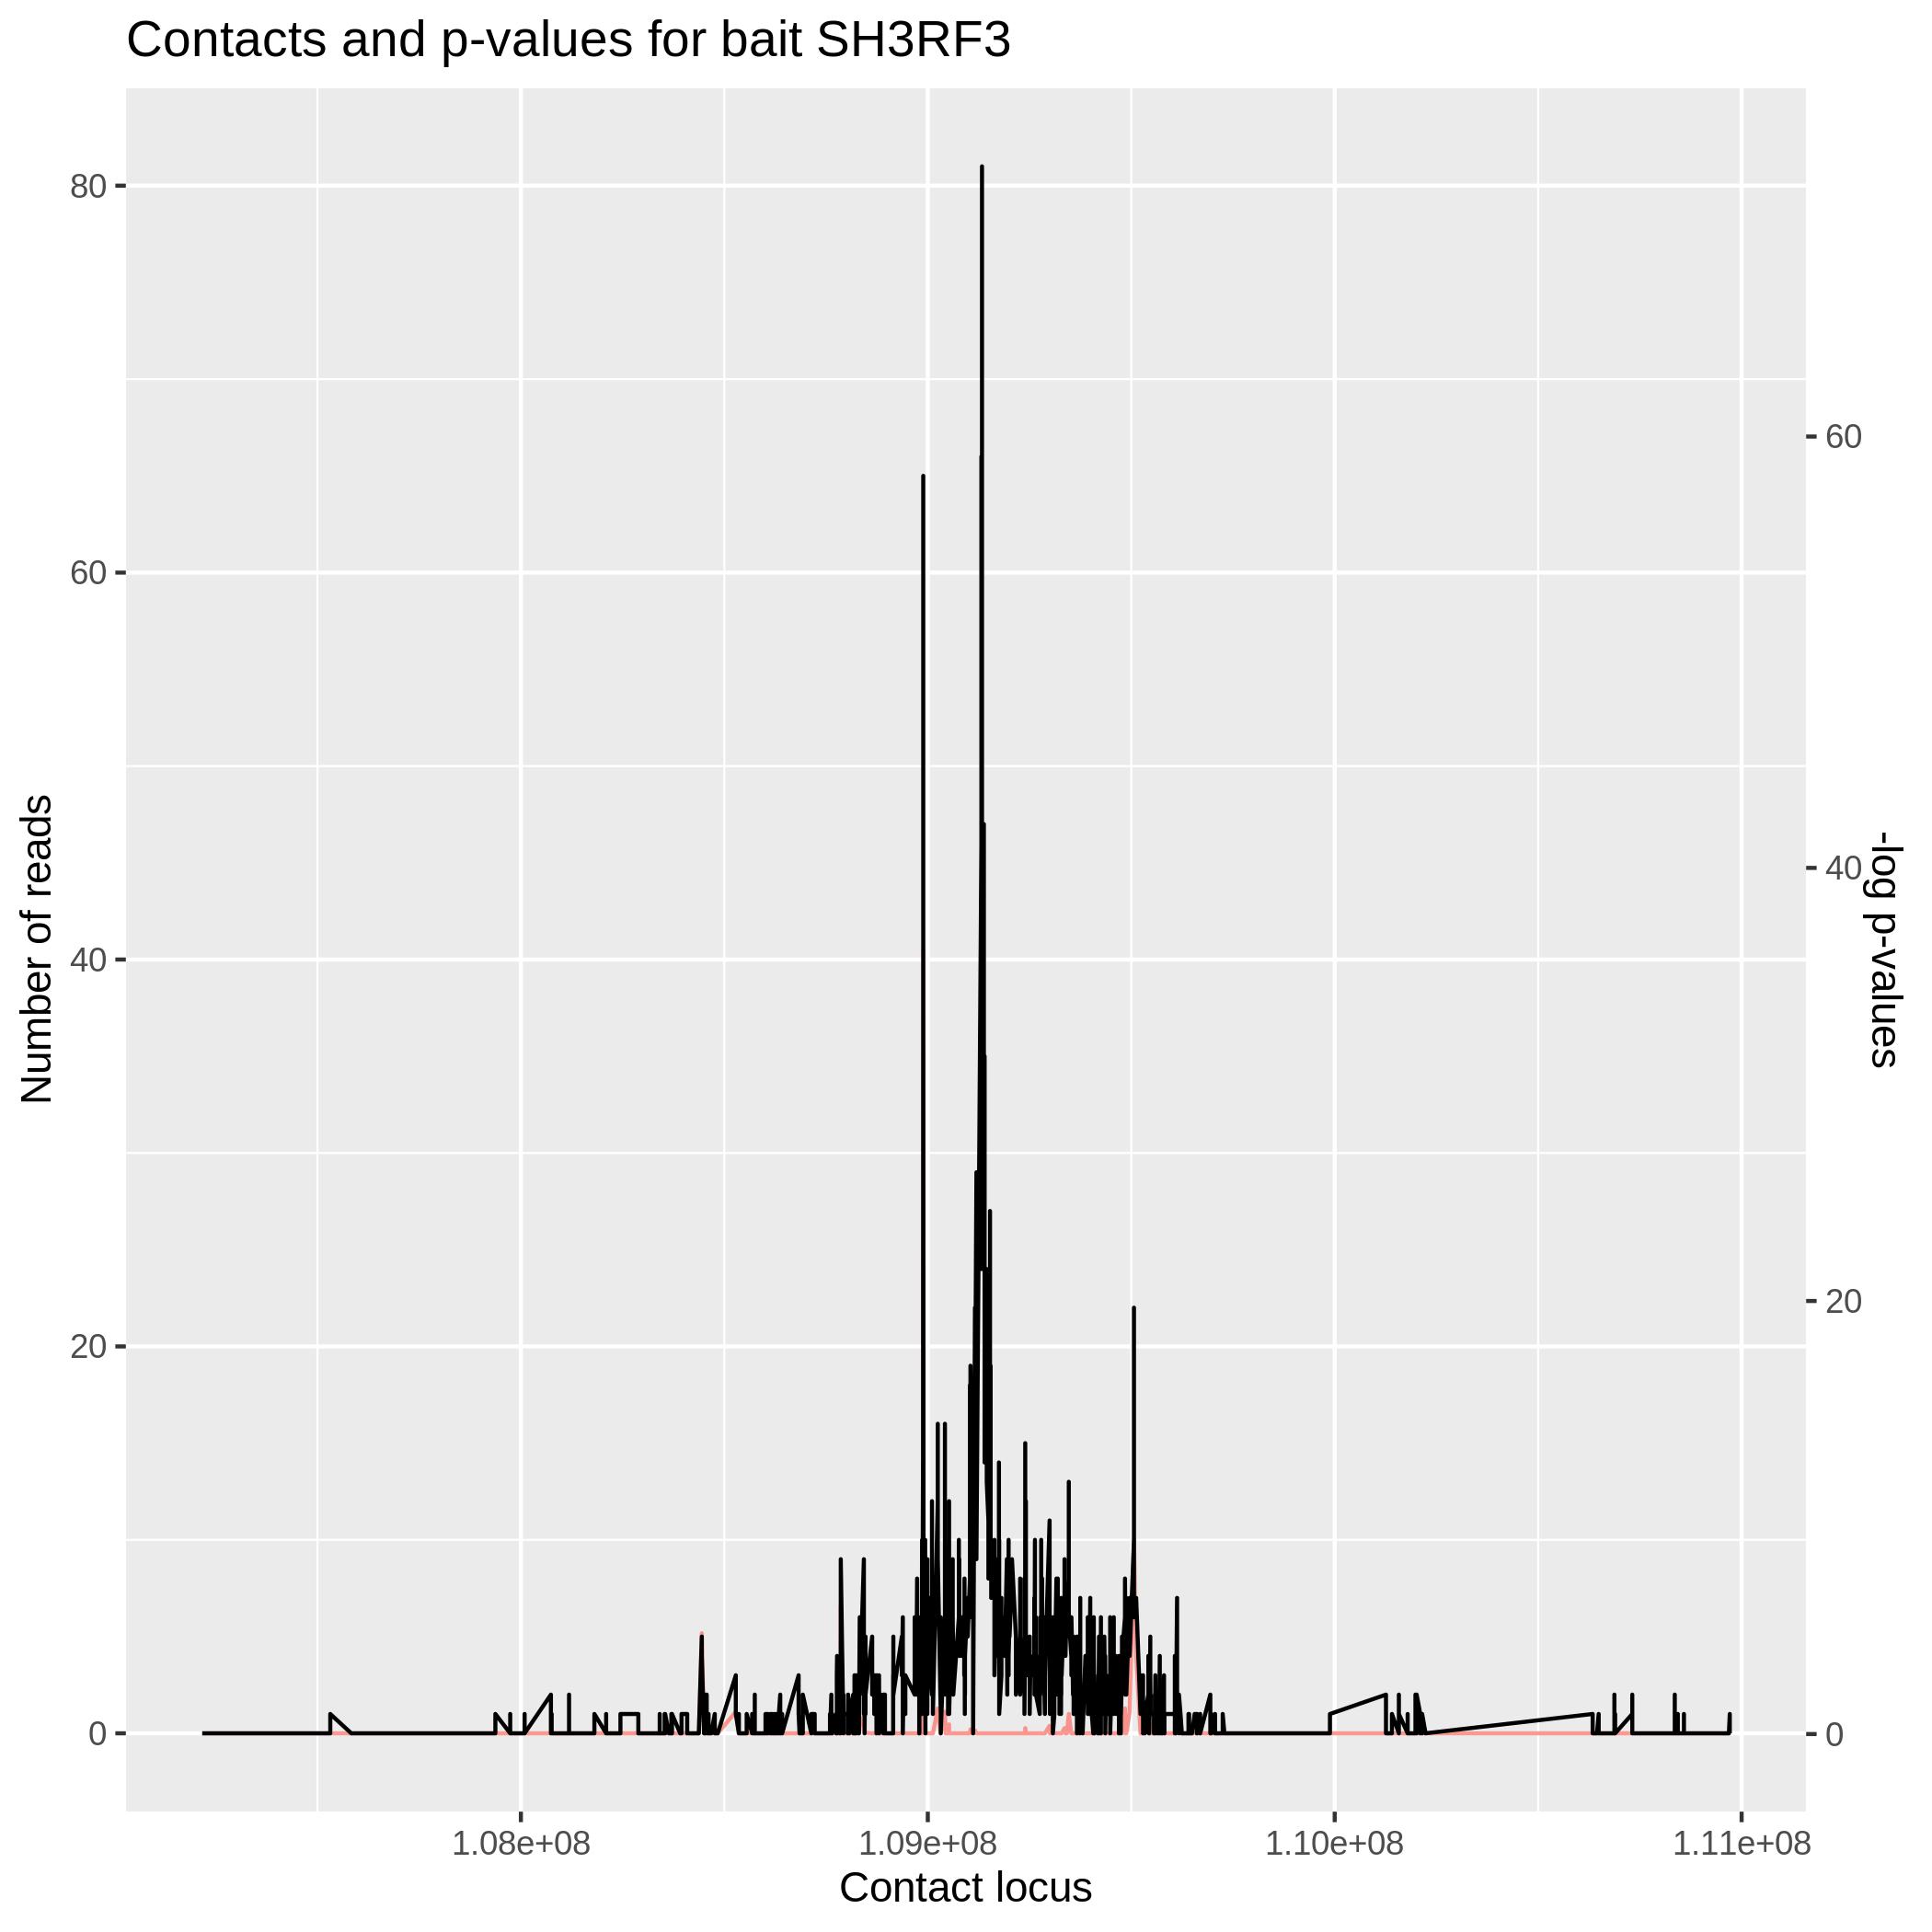 Contacts and p-values for bait SH3RF3
80
60
40
20
0
Number of reads
60
40
20
0
-log p-values
1.08e+08
1.09e+08
1.10e+08
1.11e+08
Contact locus